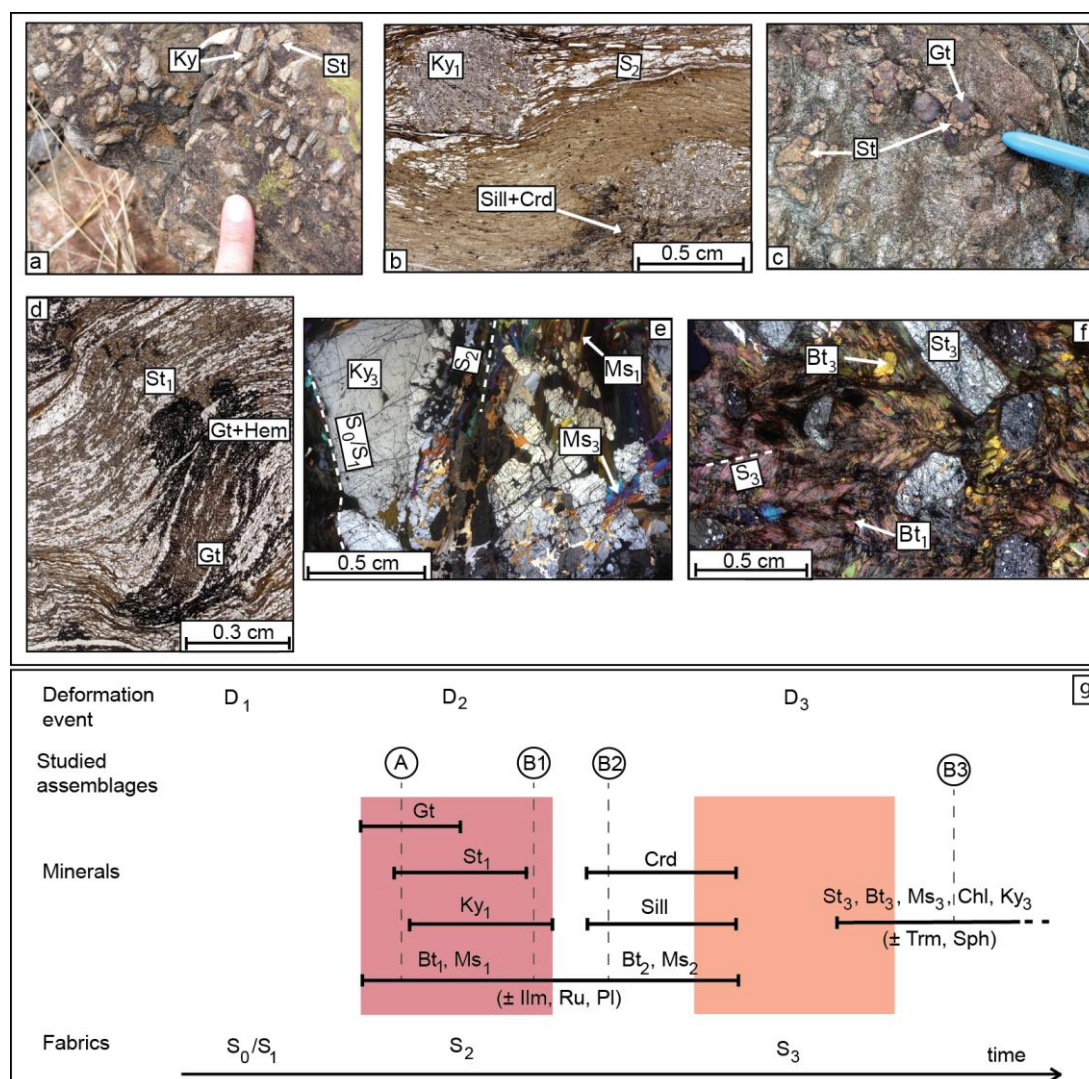 Ky
St
a
Ky₁
S₂
Sill+Crd
0.5 cm
b
Gt
St
c
d
St₁
Gt+Hem
Gt
0.3 cm
e
S₂
Ky₃
Ms₁
S₀/S₁
Ms₃
0.5 cm
f
St₃
Bt₃
S₃
Bt₁
0.5 cm
g
Deformation
event
D₁ D₂ D₃
Studied
assemblages
A B1 B2 B3
Gt
Minerals
St₁ Crd
Ky₁ Sill
St₃, Bt₃, Ms₃, Chl, Ky₃
(± Trm, Sph)
Bt₁, Ms₁ Bt₂, Ms₂
(± Ilm, Ru, Pl)
Fabrics S₀/S₁ S₂ S₃ time